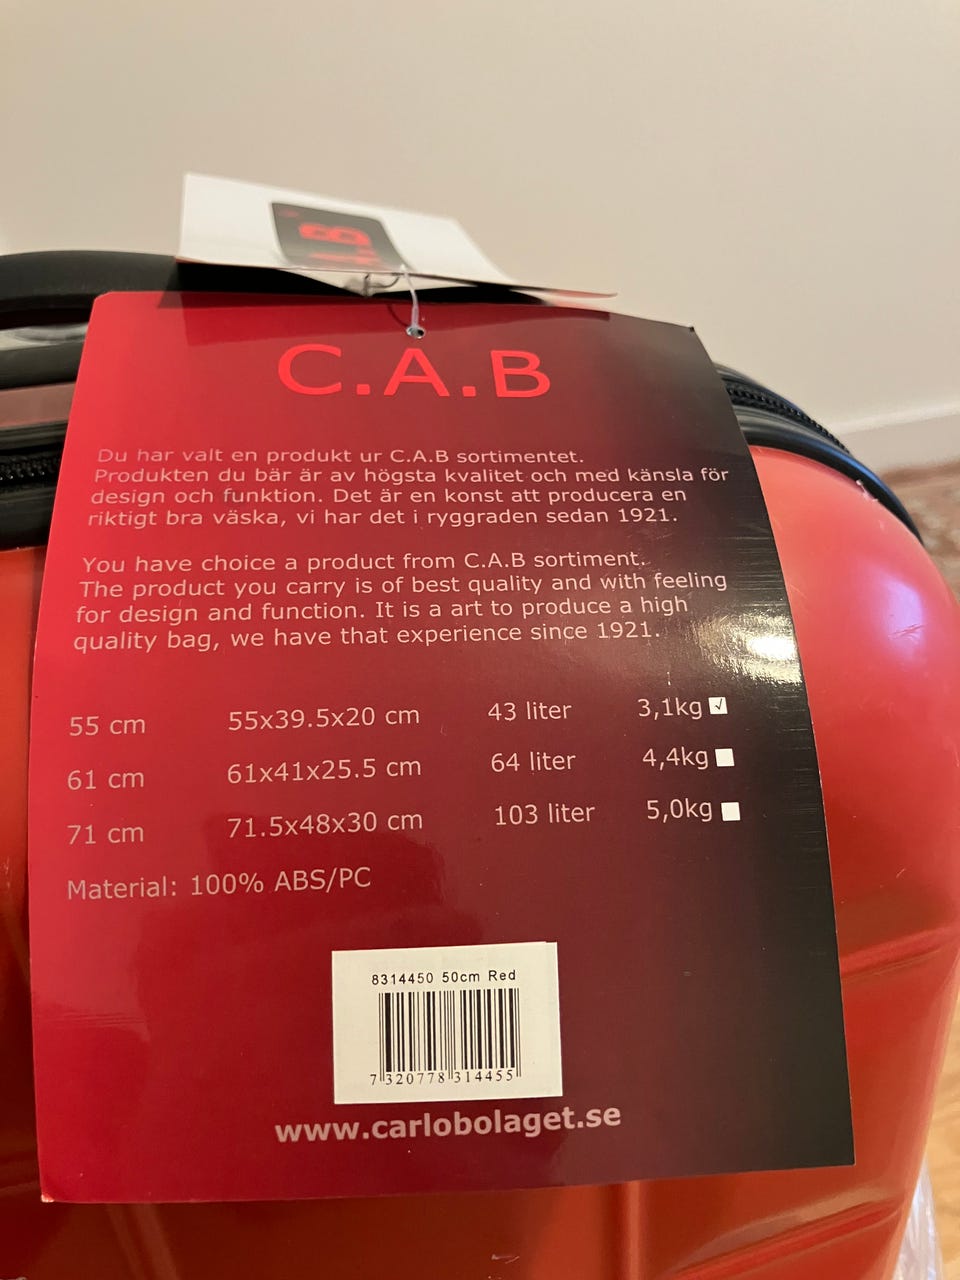 A.B
C.A.B
Du har valt en produkt ur C.A.B sortimentet.
Produkten du bär är av högsta kvalitet och med känsla för
design och funktion. Det är en konst att producera en
riktigt bra väska, vi har det i ryggraden sedan 1921.
You have choice a product from C.A.B sortiment.
The product you carry is of best quality and with feeling
for design and function. It is a art to produce a high
quality bag, we have that experience since 1921.
55 cm 55x39.5x20 cm 43 liter 3,1kg
61 cm 61x41x25.5 cm 64 liter 4,4kg
71 cm 71.5x48x30 cm 103 liter 5,0kg
Material: 100% ABS/PC
8314450 50cm Red
7 320778 314455
www.carlobolaget.se